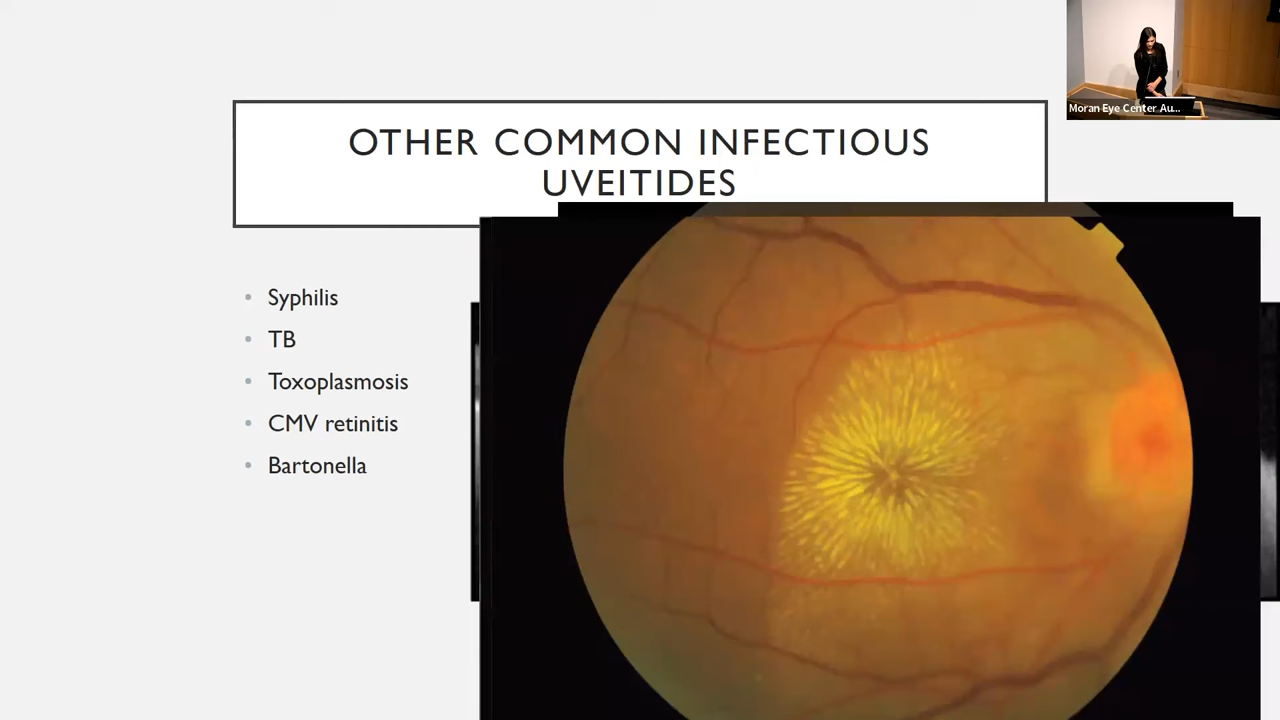 Moran Eye Center Au...
OTHER COMMON INFECTIOUS
UVEITIDES
• Syphilis
• TB
• Toxoplasmosis
• CMV retinitis
• Bartonella